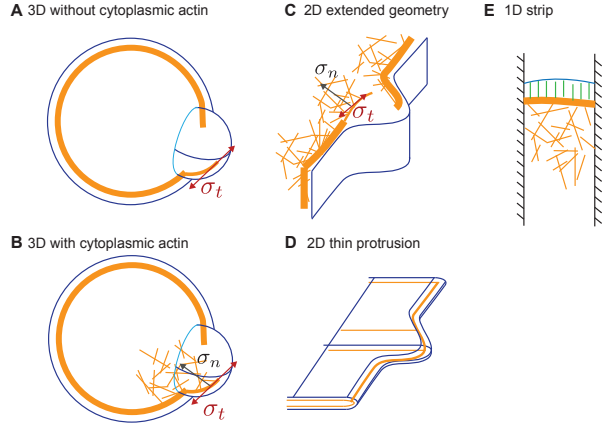 A 3D without cytoplasmic actin
σt
B 3D with cytoplasmic actin
σn
σt
C 2D extended geometry
σn
σt
D 2D thin protrusion
E 1D strip